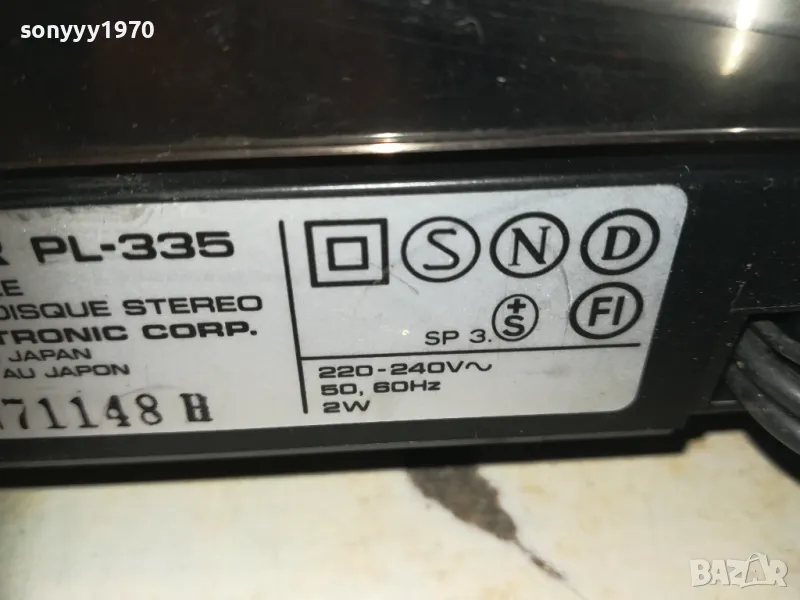 sonyyy1970
PL-335
DISQUE STEREO
TRONIC CORP.
JAPAN
AU JAPON
71148 H
S N D
SP 3. +S FI
220-240V~
50, 60Hz
2W
BAZAR